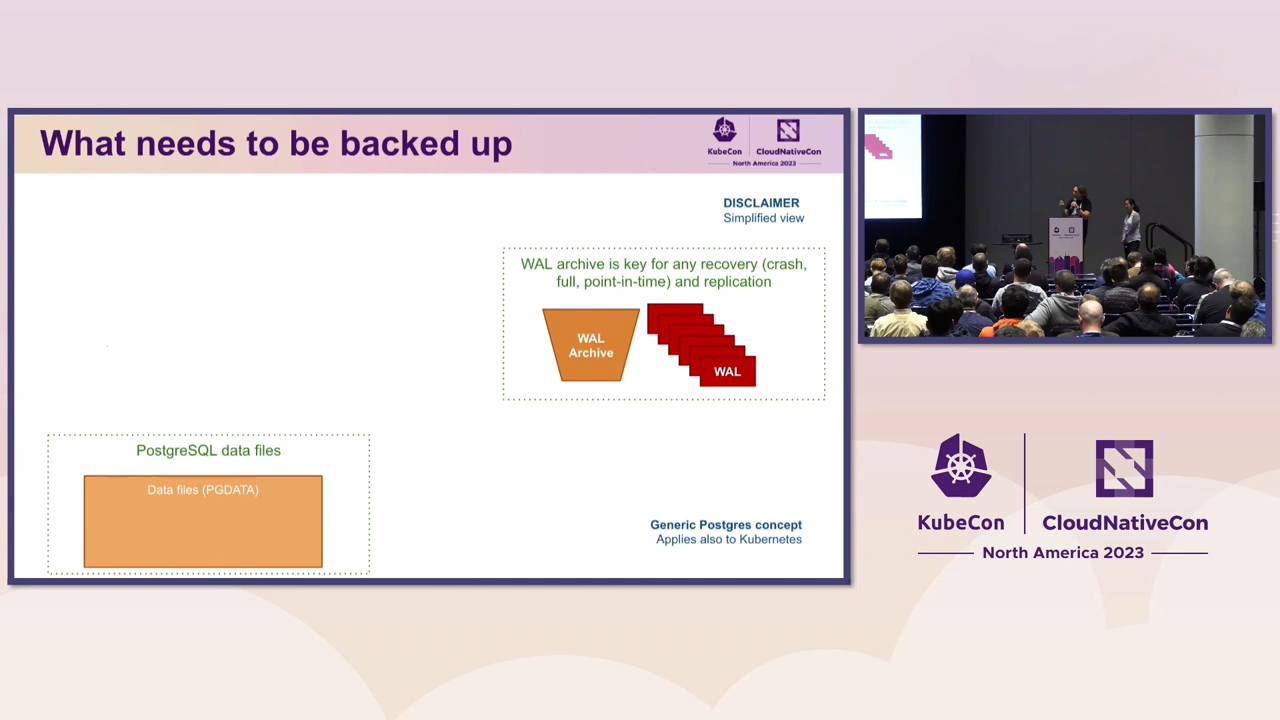 What needs to be backed up
KubeCon
CloudNativeCon
North America 2023
DISCLAIMER
Simplified view
WAL archive is key for any recovery (crash,
full, point-in-time) and replication
WAL
Archive
WAL
PostgreSQL data files
Data files (PGDATA)
Generic Postgres concept
Applies also to Kubernetes
KubeCon
CloudNativeCon
North America 2023